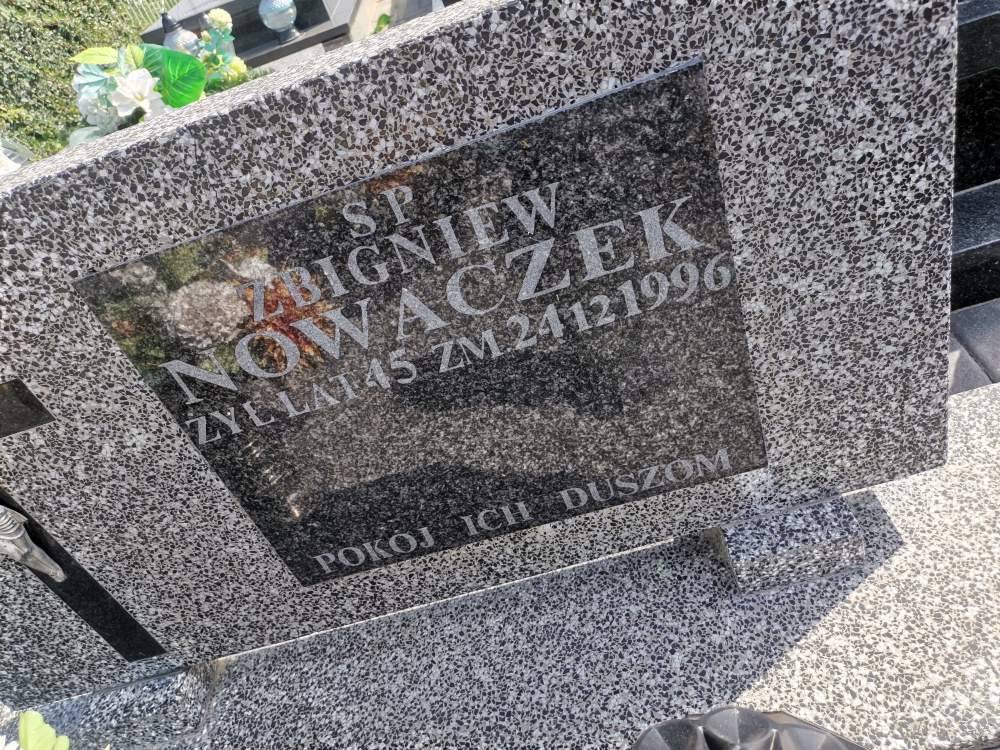 SP
ZBIGNIEW
NOWACZEK
ŻYŁ LAT 45 ZM 24 12 1996
POKÓJ ICH DUSZOM